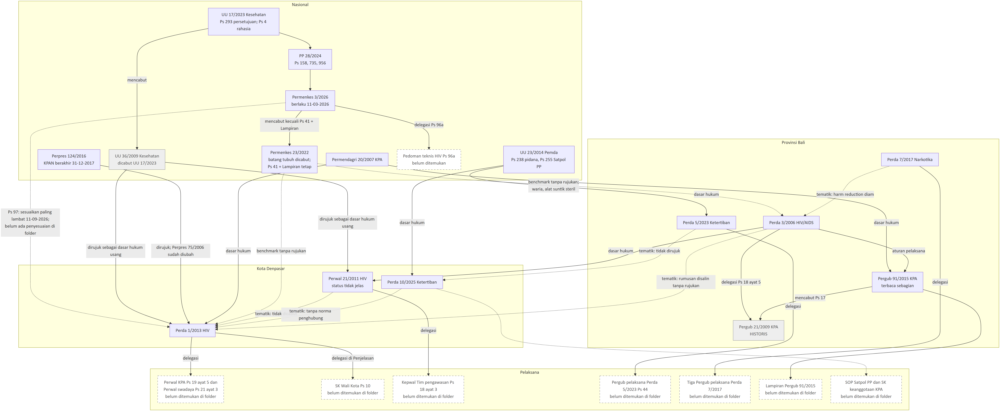 Nasional
UU 17/2023 Kesehatan
Ps 293 persetujuan; Ps 4
rahasia
PP 28/2024
Ps 158, 735, 956
mencabut
Permenkes 3/2026
berlaku 11-03-2026
mencabut kecuali Ps 41 +
Lampiran
delegasi Ps 96a
Perpres 124/2016
KPAN berakhir 31-12-2017
UU 36/2009 Kesehatan
dicabut UU 17/2023
Permenkes 23/2022
batang tubuh dicabut;
Ps 41 + Lampiran tetap
Permendagri 20/2007 KPA
Pedoman teknis HIV Ps 96a
belum ditemukan
UU 23/2014 Pemda
Ps 238 pidana, Ps 255 Satpol
PP
Provinsi Bali
Perda 7/2017 Narkotika
benchmark tanpa rujukan;
waria, alat suntik steril
dasar hukum
tematik: harm reduction diam
Ps 97: sesuaikan paling
lambat 11-09-2026;
belum ada penyesuaian di
folder
dirujuk sebagai dasar hukum
usang
dasar hukum
Perda 5/2023 Ketertiban
Perda 3/2006 HIV/AIDS
dasar hukum
dirujuk sebagai dasar hukum
usang
dirujuk; Perpres 75/2006
sudah diubah
dasar hukum
benchmark tanpa rujukan
dasar hukum
tematik: tidak dirujuk
aturan pelaksana
Kota Denpasar
Perwal 21/2011 HIV
status tidak jelas
Perda 10/2025 Ketertiban
tematik: rumusan disalin
tanpa rujukan
delegasi Ps 18 ayat 5
Pergub 91/2015 KPA
terbaca sebagian
delegasi
mencabut Ps 17
delegasi
tematik: tidak dicabut
tematik: tanpa norma
penghubung
Perda 1/2013 HIV
delegasi
Pergub 21/2009 KPA
HISTORIS
delegasi
delegasi di Penjelasan
Pelaksana
Perwal KPA Ps 19 ayat 5 dan
Perwal swadaya Ps 21 ayat 3
belum ditemukan di folder
SK Wali Kota Ps 10
belum ditemukan di folder
Kepwal Tim pengawasan Ps
18 ayat 3
belum ditemukan di folder
Pergub pelaksana Perda
5/2023 Ps 44
belum ditemukan di folder
Tiga Pergub pelaksana Perda
7/2017
belum ditemukan di folder
Lampiran Pergub 91/2015
belum ditemukan di folder
SOP Satpol PP dan SK
keanggotaan KPA
belum ditemukan di folder